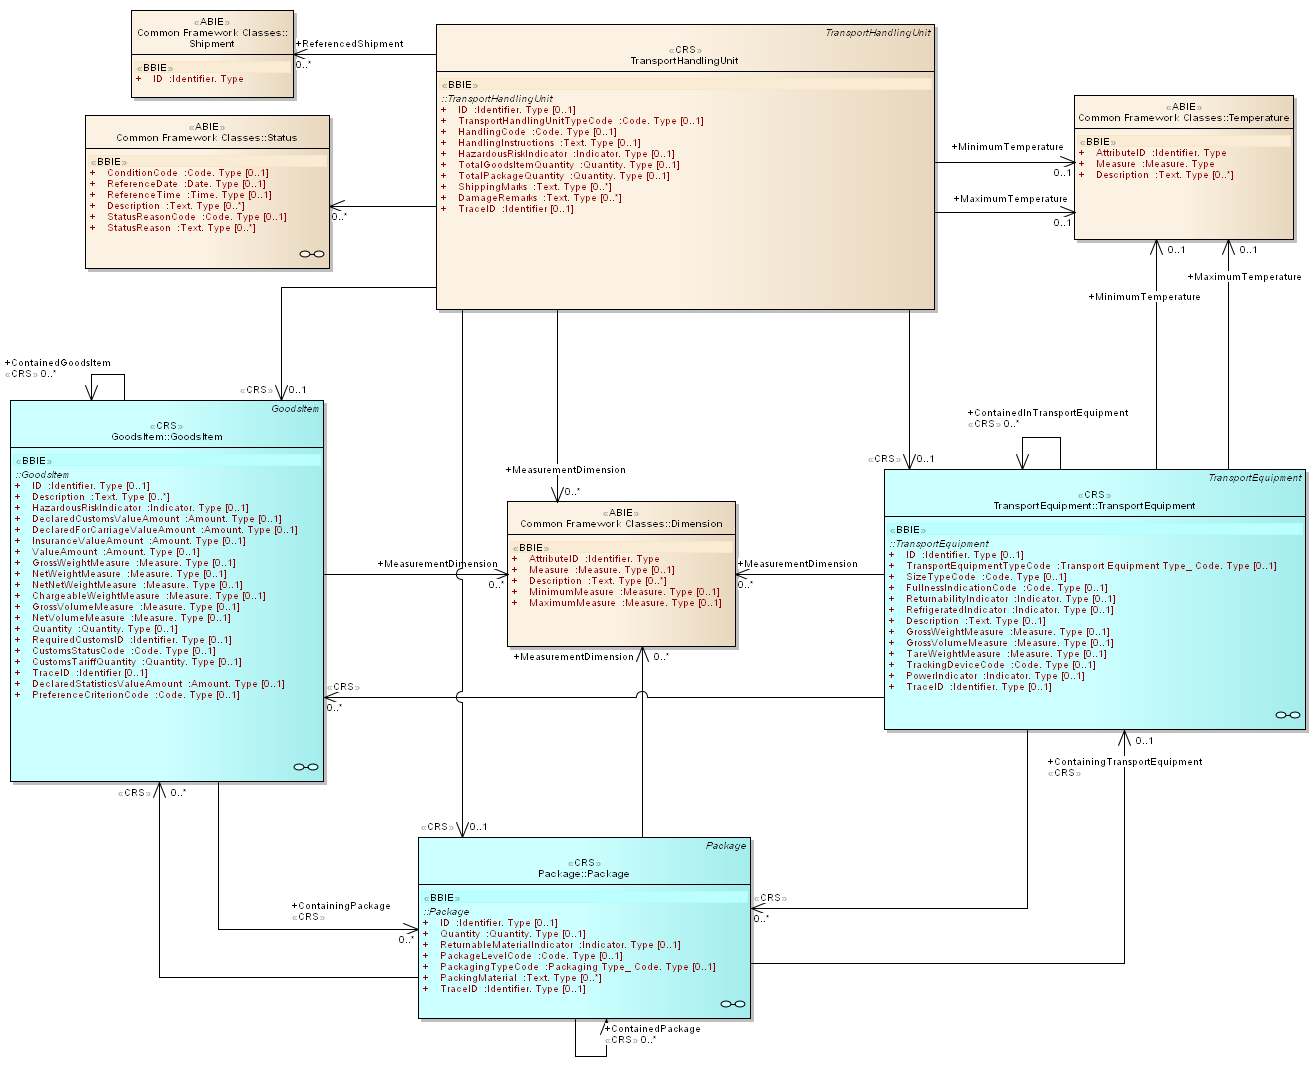 «ABIE»
Common Framework Classes::
Shipment
«BBIE»
+ ID :Identifier. Type
+ReferencedShipment
0..*
TransportHandlingUnit
«CRS»
TransportHandlingUnit
«BBIE»
::TransportHandlingUnit
+ ID :Identifier. Type [0..1]
+ TransportHandlingUnitTypeCode :Code. Type [0..1]
+ HandlingCode :Code. Type [0..1]
+ HandlingInstructions :Text. Type [0..1]
+ HazardousRiskIndicator :Indicator. Type [0..1]
+ TotalGoodsItemQuantity :Quantity. Type [0..1]
+ TotalPackageQuantity :Quantity. Type [0..1]
+ ShippingMarks :Text. Type [0..*]
+ DamageRemarks :Text. Type [0..*]
+ TraceID :Identifier [0..1]
«ABIE»
Common Framework Classes::Status
«BBIE»
+ ConditionCode :Code. Type [0..1]
+ ReferenceDate :Date. Type [0..1]
+ ReferenceTime :Time. Type [0..1]
+ Description :Text. Type [0..*]
+ StatusReasonCode :Code. Type [0..1]
+ StatusReason :Text. Type [0..*]
0..*
+MinimumTemperature
0..1
+MaximumTemperature
0..1
«ABIE»
Common Framework Classes::Temperature
«BBIE»
+ AttributeID :Identifier. Type
+ Measure :Measure. Type
+ Description :Text. Type [0..*]
0..1
0..1
+MaximumTemperature
+MinimumTemperature
+ContainedGoodsItem
«CRS» 0..*
«CRS»
0..1
GoodsItem
«CRS»
GoodsItem::GoodsItem
«BBIE»
::GoodsItem
+ ID :Identifier. Type [0..1]
+ Description :Text. Type [0..*]
+ HazardousRiskIndicator :Indicator. Type [0..1]
+ DeclaredCustomsValueAmount :Amount. Type [0..1]
+ DeclaredForCarriageValueAmount :Amount. Type [0..1]
+ InsuranceValueAmount :Amount. Type [0..1]
+ ValueAmount :Amount. Type [0..1]
+ GrossWeightMeasure :Measure. Type [0..1]
+ NetWeightMeasure :Measure. Type [0..1]
+ NetNetWeightMeasure :Measure. Type [0..1]
+ ChargeableWeightMeasure :Measure. Type [0..1]
+ GrossVolumeMeasure :Measure. Type [0..1]
+ NetVolumeMeasure :Measure. Type [0..1]
+ Quantity :Quantity. Type [0..1]
+ RequiredCustomsID :Identifier. Type [0..1]
+ CustomsStatusCode :Code. Type [0..1]
+ CustomsTariffQuantity :Quantity. Type [0..1]
+ TraceID :Identifier [0..1]
+ DeclaredStatisticsValueAmount :Amount. Type [0..1]
+ PreferenceCriterionCode :Code. Type [0..1]
+MeasurementDimension
0..*
«ABIE»
Common Framework Classes::Dimension
«BBIE»
+ AttributeID :Identifier. Type
+ Measure :Measure. Type [0..1]
+ Description :Text. Type [0..*]
+ MinimumMeasure :Measure. Type [0..1]
+ MaximumMeasure :Measure. Type [0..1]
+MeasurementDimension
0..*
+MeasurementDimension
0..*
+MeasurementDimension
0..*
+ContainedInTransportEquipment
«CRS» 0..*
«CRS»
0..1
TransportEquipment
«CRS»
TransportEquipment::TransportEquipment
«BBIE»
::TransportEquipment
+ ID :Identifier. Type [0..1]
+ TransportEquipmentTypeCode :Transport Equipment Type_ Code. Type [0..1]
+ SizeTypeCode :Code. Type [0..1]
+ FullnessIndicationCode :Code. Type [0..1]
+ ReturnabilityIndicator :Indicator. Type [0..1]
+ RefrigeratedIndicator :Indicator. Type [0..1]
+ Description :Text. Type [0..1]
+ GrossWeightMeasure :Measure. Type [0..1]
+ GrossVolumeMeasure :Measure. Type [0..1]
+ TareWeightMeasure :Measure. Type [0..1]
+ TrackingDeviceCode :Code. Type [0..1]
+ PowerIndicator :Indicator. Type [0..1]
+ TraceID :Identifier. Type [0..1]
«CRS»
0..*
0..1
+ContainingTransportEquipment
«CRS»
«CRS»
0..*
«CRS»
0..1
+ContainingPackage
«CRS»
0..*
Package
«CRS»
Package::Package
«BBIE»
::Package
+ ID :Identifier. Type [0..1]
+ Quantity :Quantity. Type [0..1]
+ ReturnableMaterialIndicator :Indicator. Type [0..1]
+ PackageLevelCode :Code. Type [0..1]
+ PackagingTypeCode :Packaging Type_ Code. Type [0..1]
+ PackingMaterial :Text. Type [0..*]
+ TraceID :Identifier. Type [0..1]
«CRS»
0..*
+ContainedPackage
«CRS» 0..*